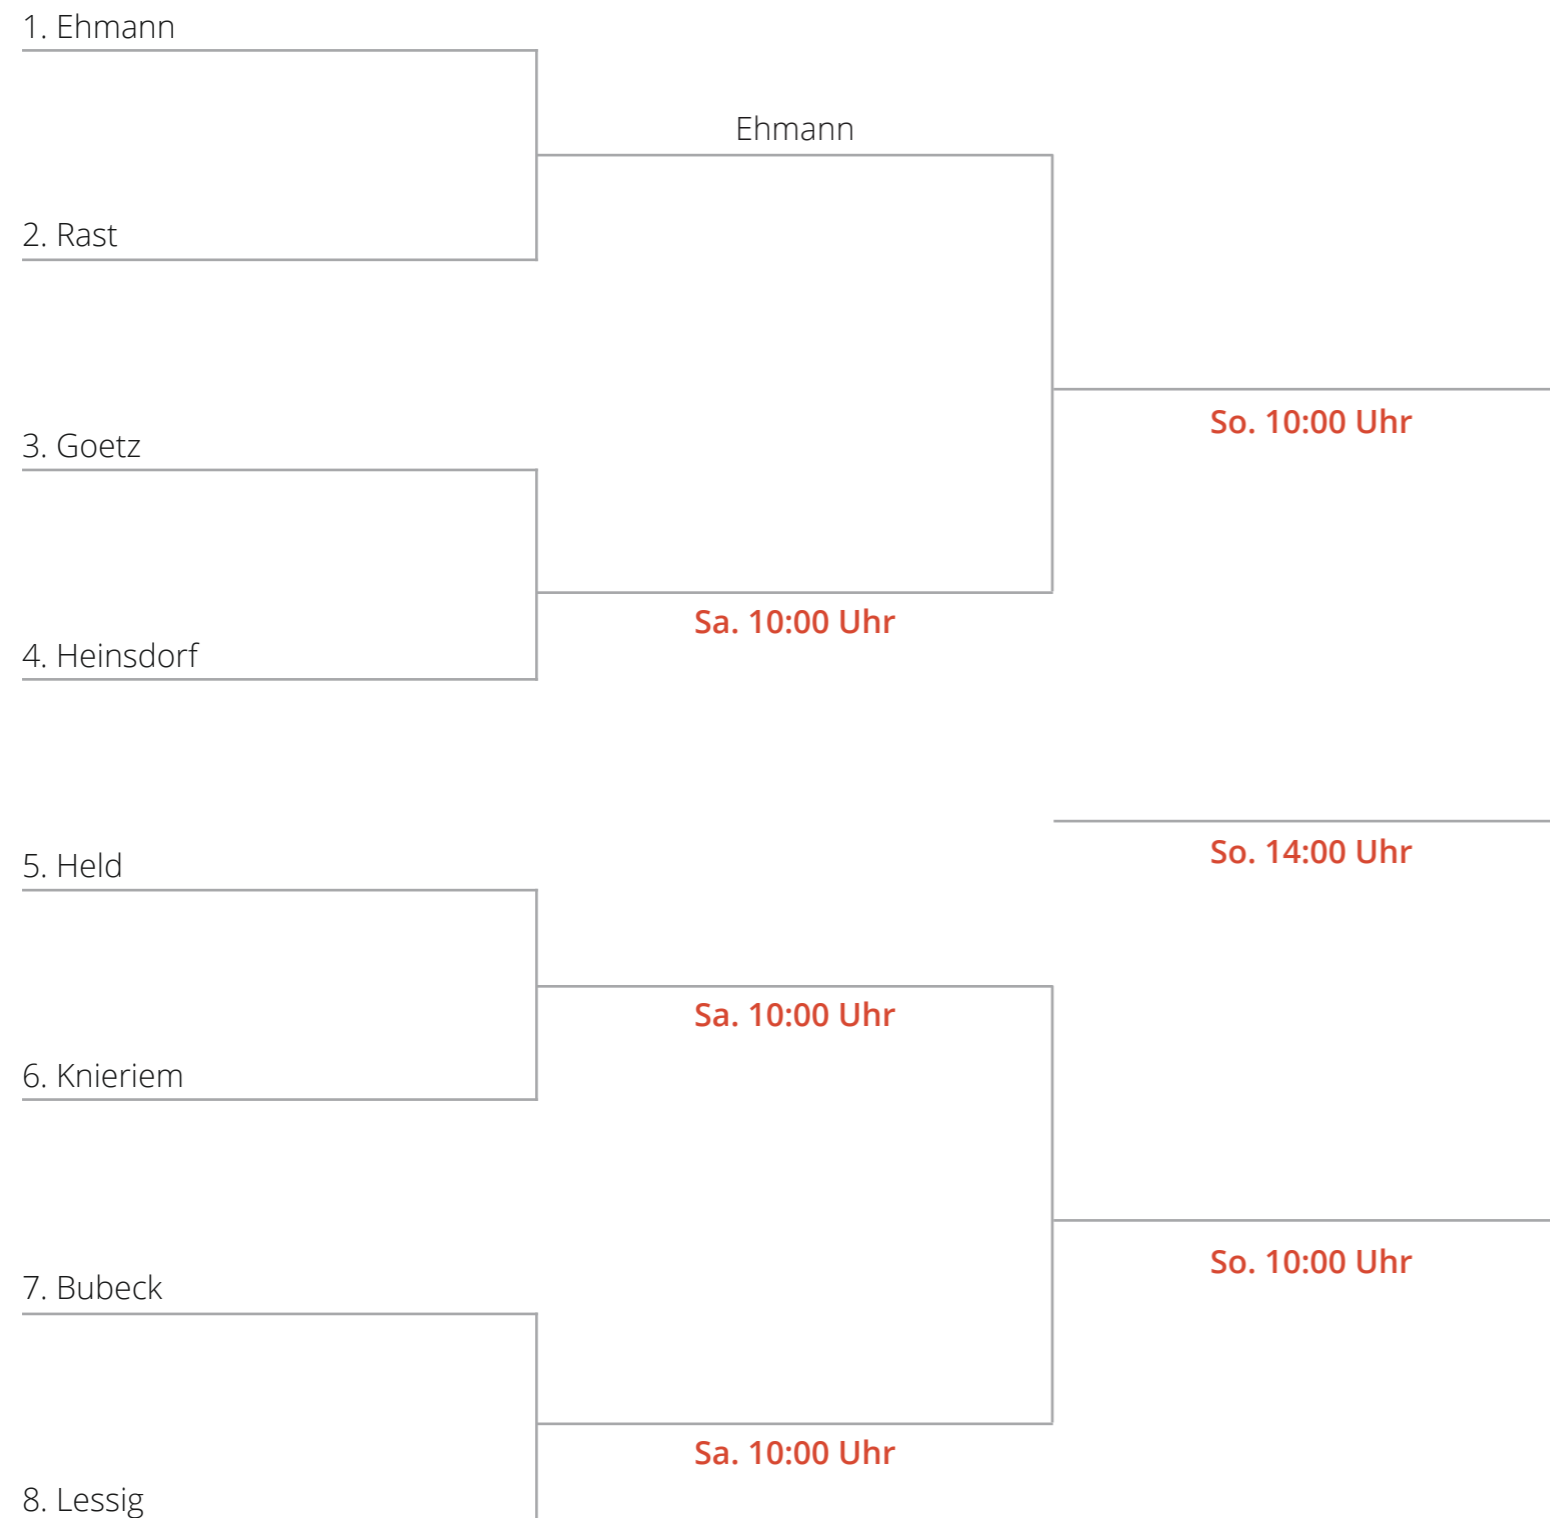 1. Ehmann
Ehmann
2. Rast
So. 10:00 Uhr
3. Goetz
Sa. 10:00 Uhr
4. Heinsdorf
So. 14:00 Uhr
5. Held
Sa. 10:00 Uhr
6. Knieriem
So. 10:00 Uhr
7. Bubeck
Sa. 10:00 Uhr
8. Lessig